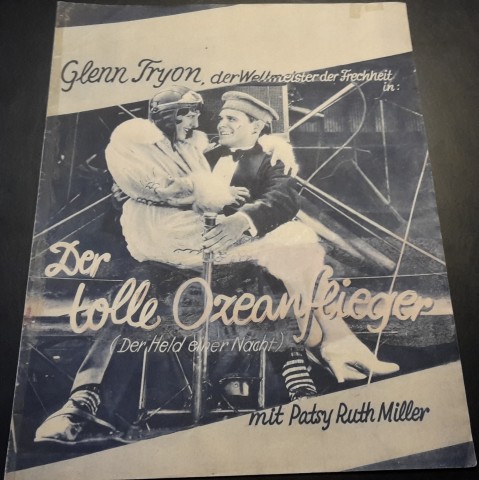 Glenn Tryon, der Weltmeister der Frechheit
in:
Der
tolle Ozeanflieger
(Der Held einer Nacht)
mit Patsy Ruth Miller